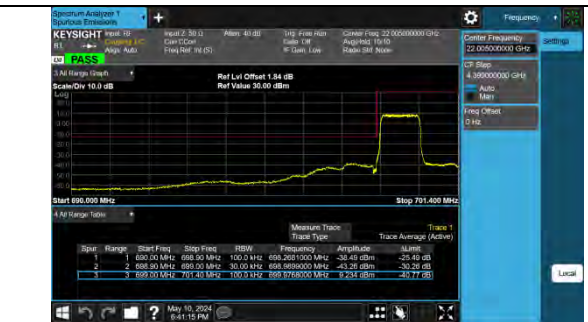 Spectrum Analyzer 1
Spurious Emissions
+
Frequency
KEYSIGHT Input: RF
Coupling: DC
Align: Auto
Input Z: 50 Ω
Corr CCorr
Freq Ref: Int (S)
Atten: 40 dB
Trig: Free Run
Gate: Off
IF Gain: Low
Center Freq: 22.005000000 GHz
Avg|Hold: 10/10
Radio Std: None
PASS
Center Frequency
22.005000000 GHz
Settings
CF Step
4.399000000 GHz
Auto
Man
Freq Offset
0 Hz
3 All Range Graph
Scale/Div 10.0 dB
Ref Lvl Offset 1.84 dB
Ref Value 30.00 dBm
Log
Start 690.000 MHz
Stop 701.400 MHz
4 All Range Table
Measure Trace
Trace 1
Trace Type
Trace Average (Active)
Spur Range Start Freq Stop Freq RBW Frequency Amplitude ΔLimit
1 1 690.00 MHz 698.90 MHz 100.0 kHz 698.2681000 MHz -38.49 dBm -25.49 dB
2 2 698.90 MHz 699.00 MHz 30.00 kHz 698.9899000 MHz -43.26 dBm -30.26 dB
3 3 699.00 MHz 701.40 MHz 100.0 kHz 699.9768000 MHz 9.234 dBm -40.77 dB
Local
?
May 10, 2024
6:41:15 PM